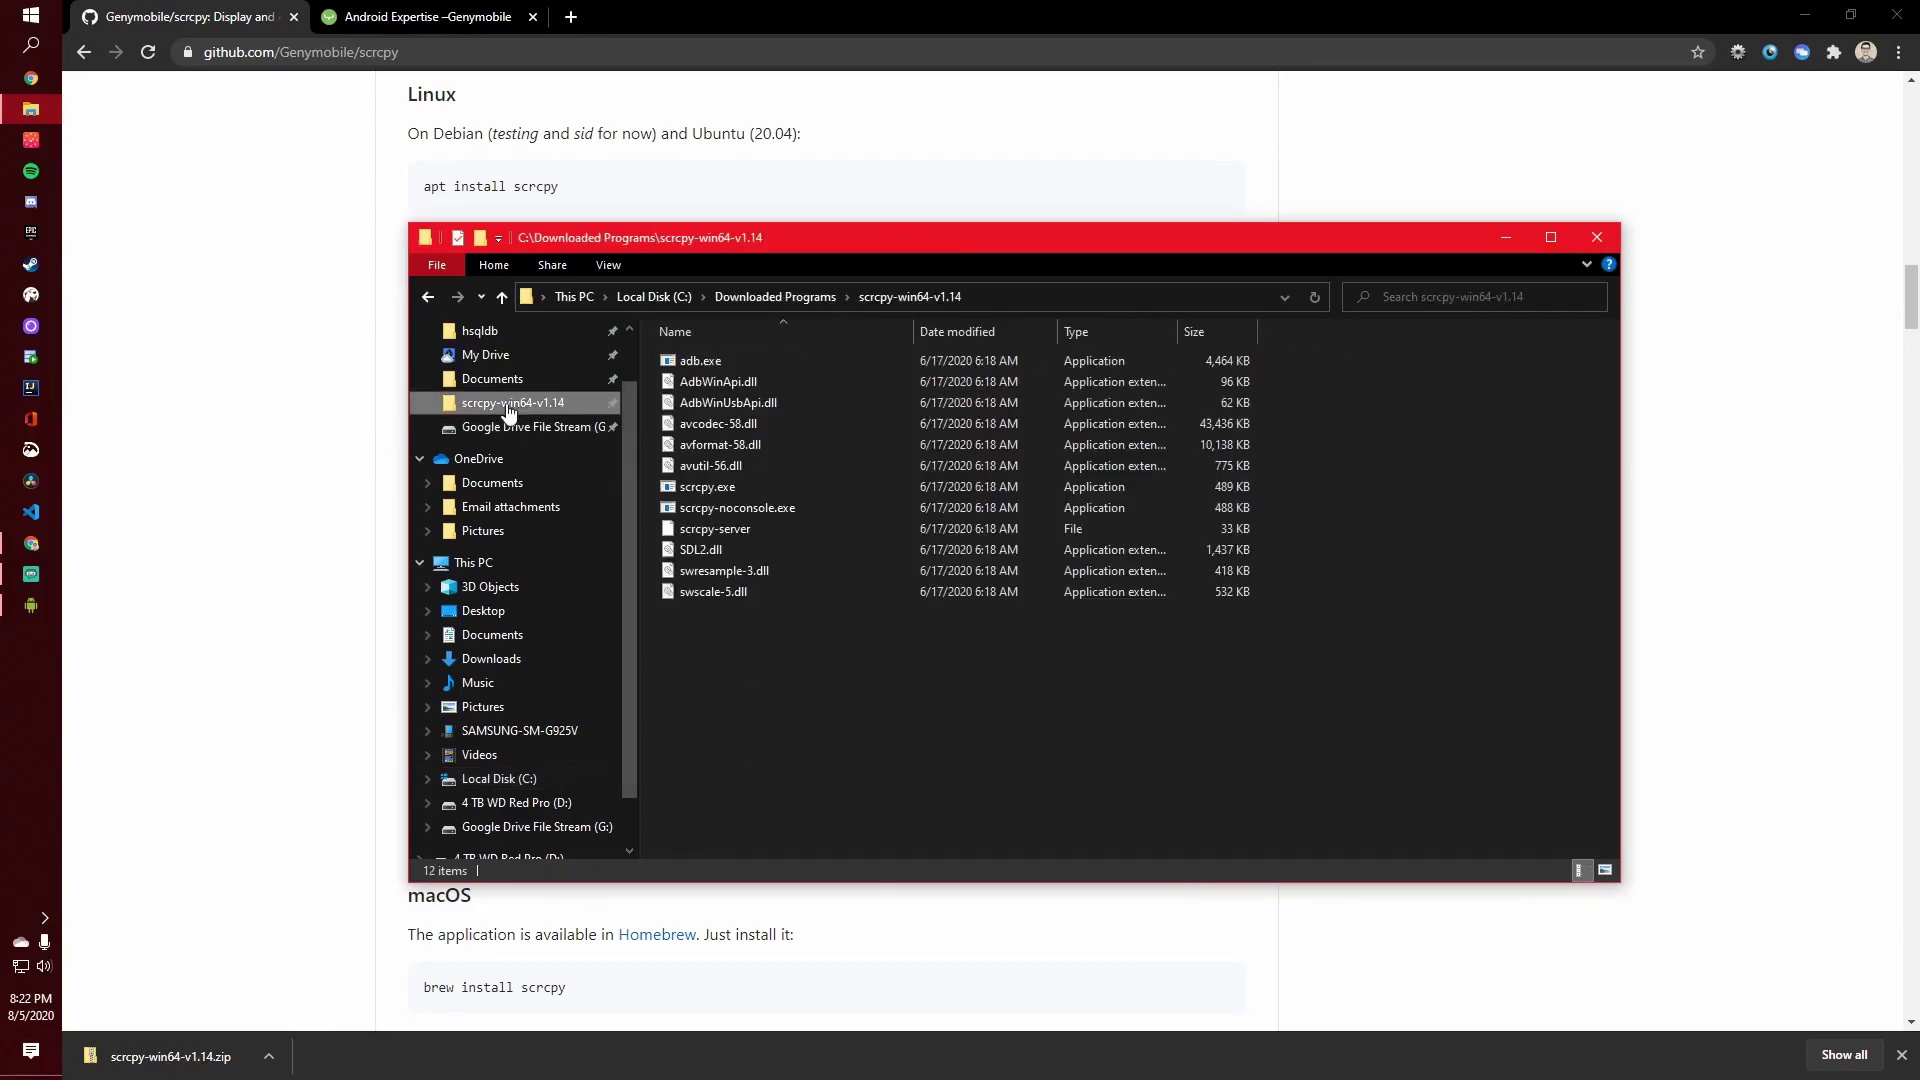 Genymobile/scrcpy: Display and
Android Expertise –Genymobile
github.com/Genymobile/scrcpy
Linux
On Debian (testing and sid for now) and Ubuntu (20.04):
apt install scrcpy
C:\Downloaded Programs\scrcpy-win64-v1.14
File Home Share View
This PC Local Disk (C:) Downloaded Programs scrcpy-win64-v1.14
Search scrcpy-win64-v1.14
hsqldb
My Drive
Documents
scrcpy-win64-v1.14
Google Drive File Stream (G
OneDrive
Documents
Email attachments
Pictures
This PC
3D Objects
Desktop
Documents
Downloads
Music
Pictures
SAMSUNG-SM-G925V
Videos
Local Disk (C:)
4 TB WD Red Pro (D:)
Google Drive File Stream (G:)
4 TB WD Red Pro (D:)
Name Date modified Type Size
adb.exe 6/17/2020 6:18 AM Application 4,464 KB
AdbWinApi.dll 6/17/2020 6:18 AM Application exten... 96 KB
AdbWinUsbApi.dll 6/17/2020 6:18 AM Application exten... 62 KB
avcodec-58.dll 6/17/2020 6:18 AM Application exten... 43,436 KB
avformat-58.dll 6/17/2020 6:18 AM Application exten... 10,138 KB
avutil-56.dll 6/17/2020 6:18 AM Application exten... 775 KB
scrcpy.exe 6/17/2020 6:18 AM Application 489 KB
scrcpy-noconsole.exe 6/17/2020 6:18 AM Application 488 KB
scrcpy-server 6/17/2020 6:18 AM File 33 KB
SDL2.dll 6/17/2020 6:18 AM Application exten... 1,437 KB
swresample-3.dll 6/17/2020 6:18 AM Application exten... 418 KB
swscale-5.dll 6/17/2020 6:18 AM Application exten... 532 KB
12 items
macOS
The application is available in Homebrew. Just install it:
brew install scrcpy
EPIC
IJ
8:22 PM
8/5/2020
scrcpy-win64-v1.14.zip
Show all